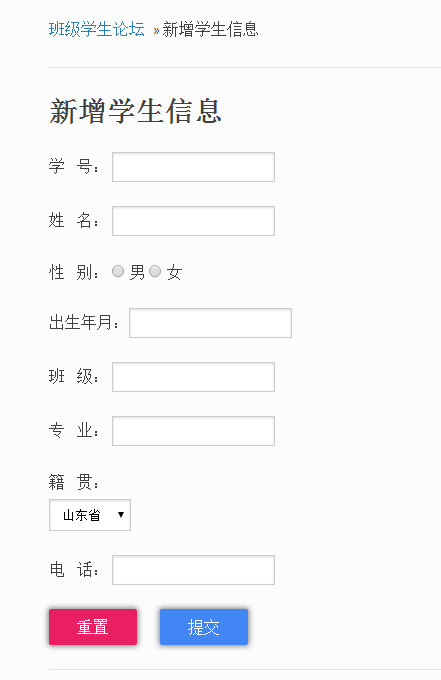 班级学生论坛 » 新增学生信息
新增学生信息
学 号：
姓 名：
性 别： 男 女
出生年月：
班 级：
专 业：
籍 贯：
山东省
电 话：
重置 提交